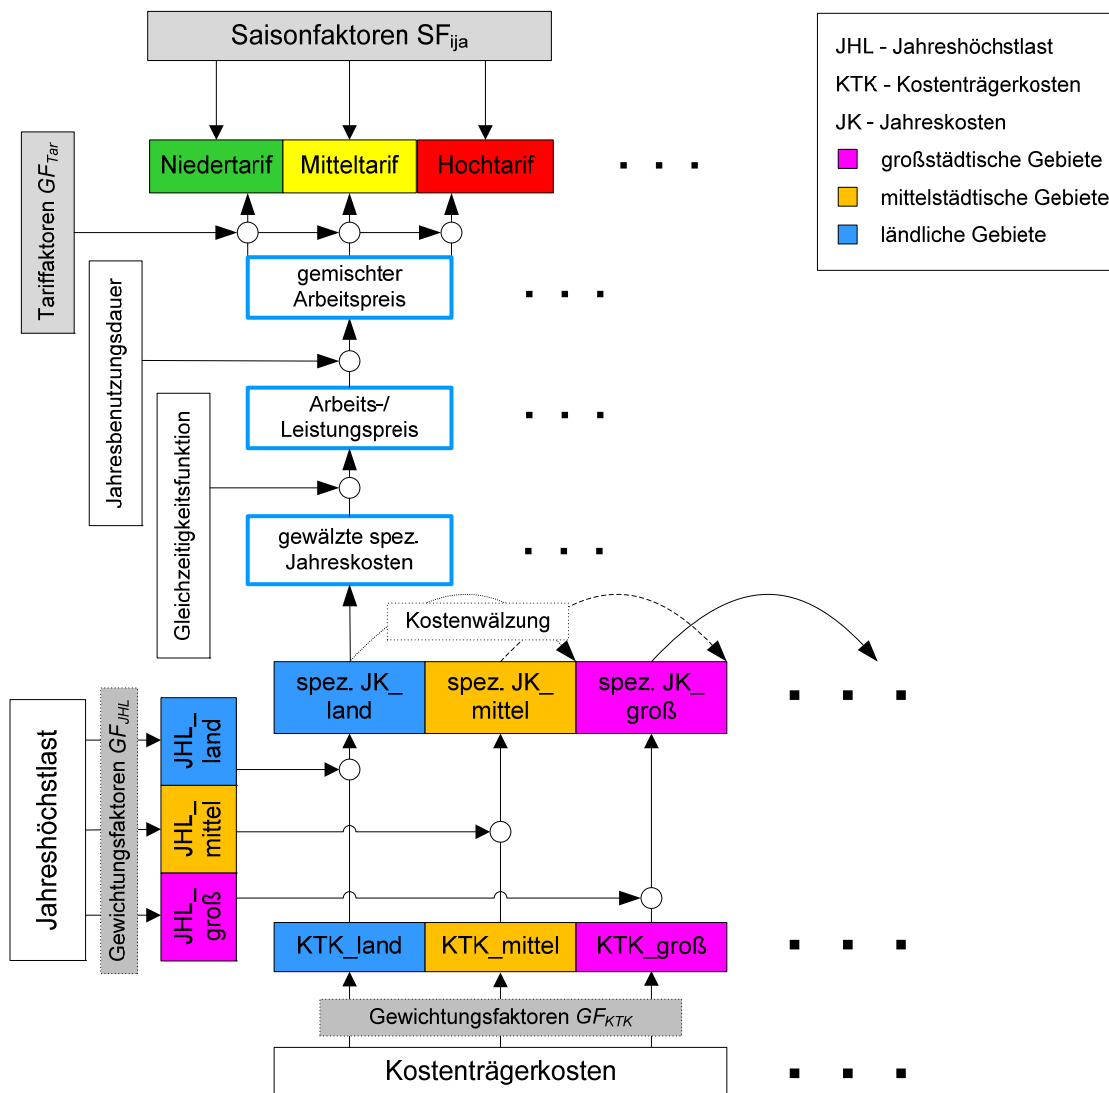 Saisonfaktoren SFija
JHL - Jahreshöchstlast
KTK - Kostenträgerkosten
JK - Jahreskosten
großstädtische Gebiete
mittelstädtische Gebiete
ländliche Gebiete
Tariffaktoren GFTar
Niedertarif
Mitteltarif
Hochtarif
gemischter
Arbeitspreis
Jahresbenutzungsdauer
Arbeits-/
Leistungspreis
Gleichzeitigkeitsfunktion
gewälzte spez.
Jahreskosten
Kostenwälzung
spez. JK_
land
spez. JK_
mittel
spez. JK_
groß
Jahreshöchstlast
Gewichtungsfaktoren GFJHL
JHL_
land
JHL_
mittel
JHL_
groß
KTK_land
KTK_mittel
KTK_groß
Gewichtungsfaktoren GFKTK
Kostenträgerkosten